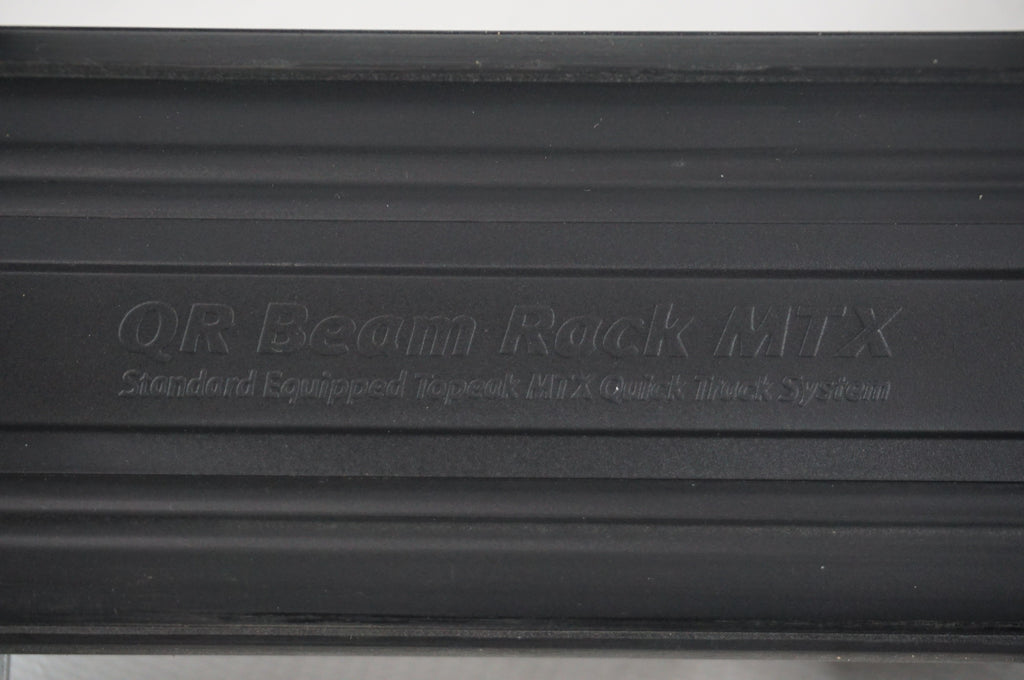 QR Beam Rack MTX
Standard Equipped Topeak MTX Quick Track System